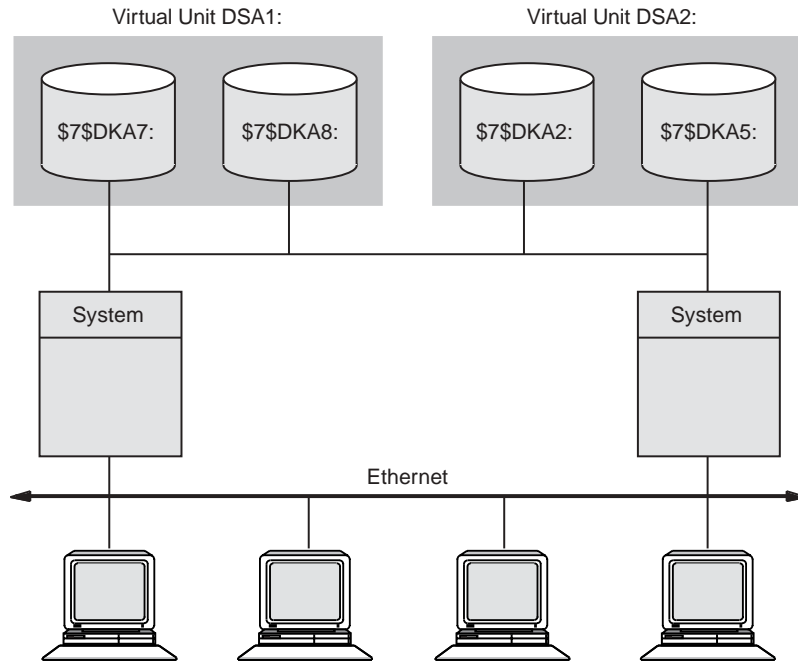 Virtual Unit DSA1:
Virtual Unit DSA2:
$7$DKA7:
$7$DKA8:
$7$DKA2:
$7$DKA5:
System
System
Ethernet